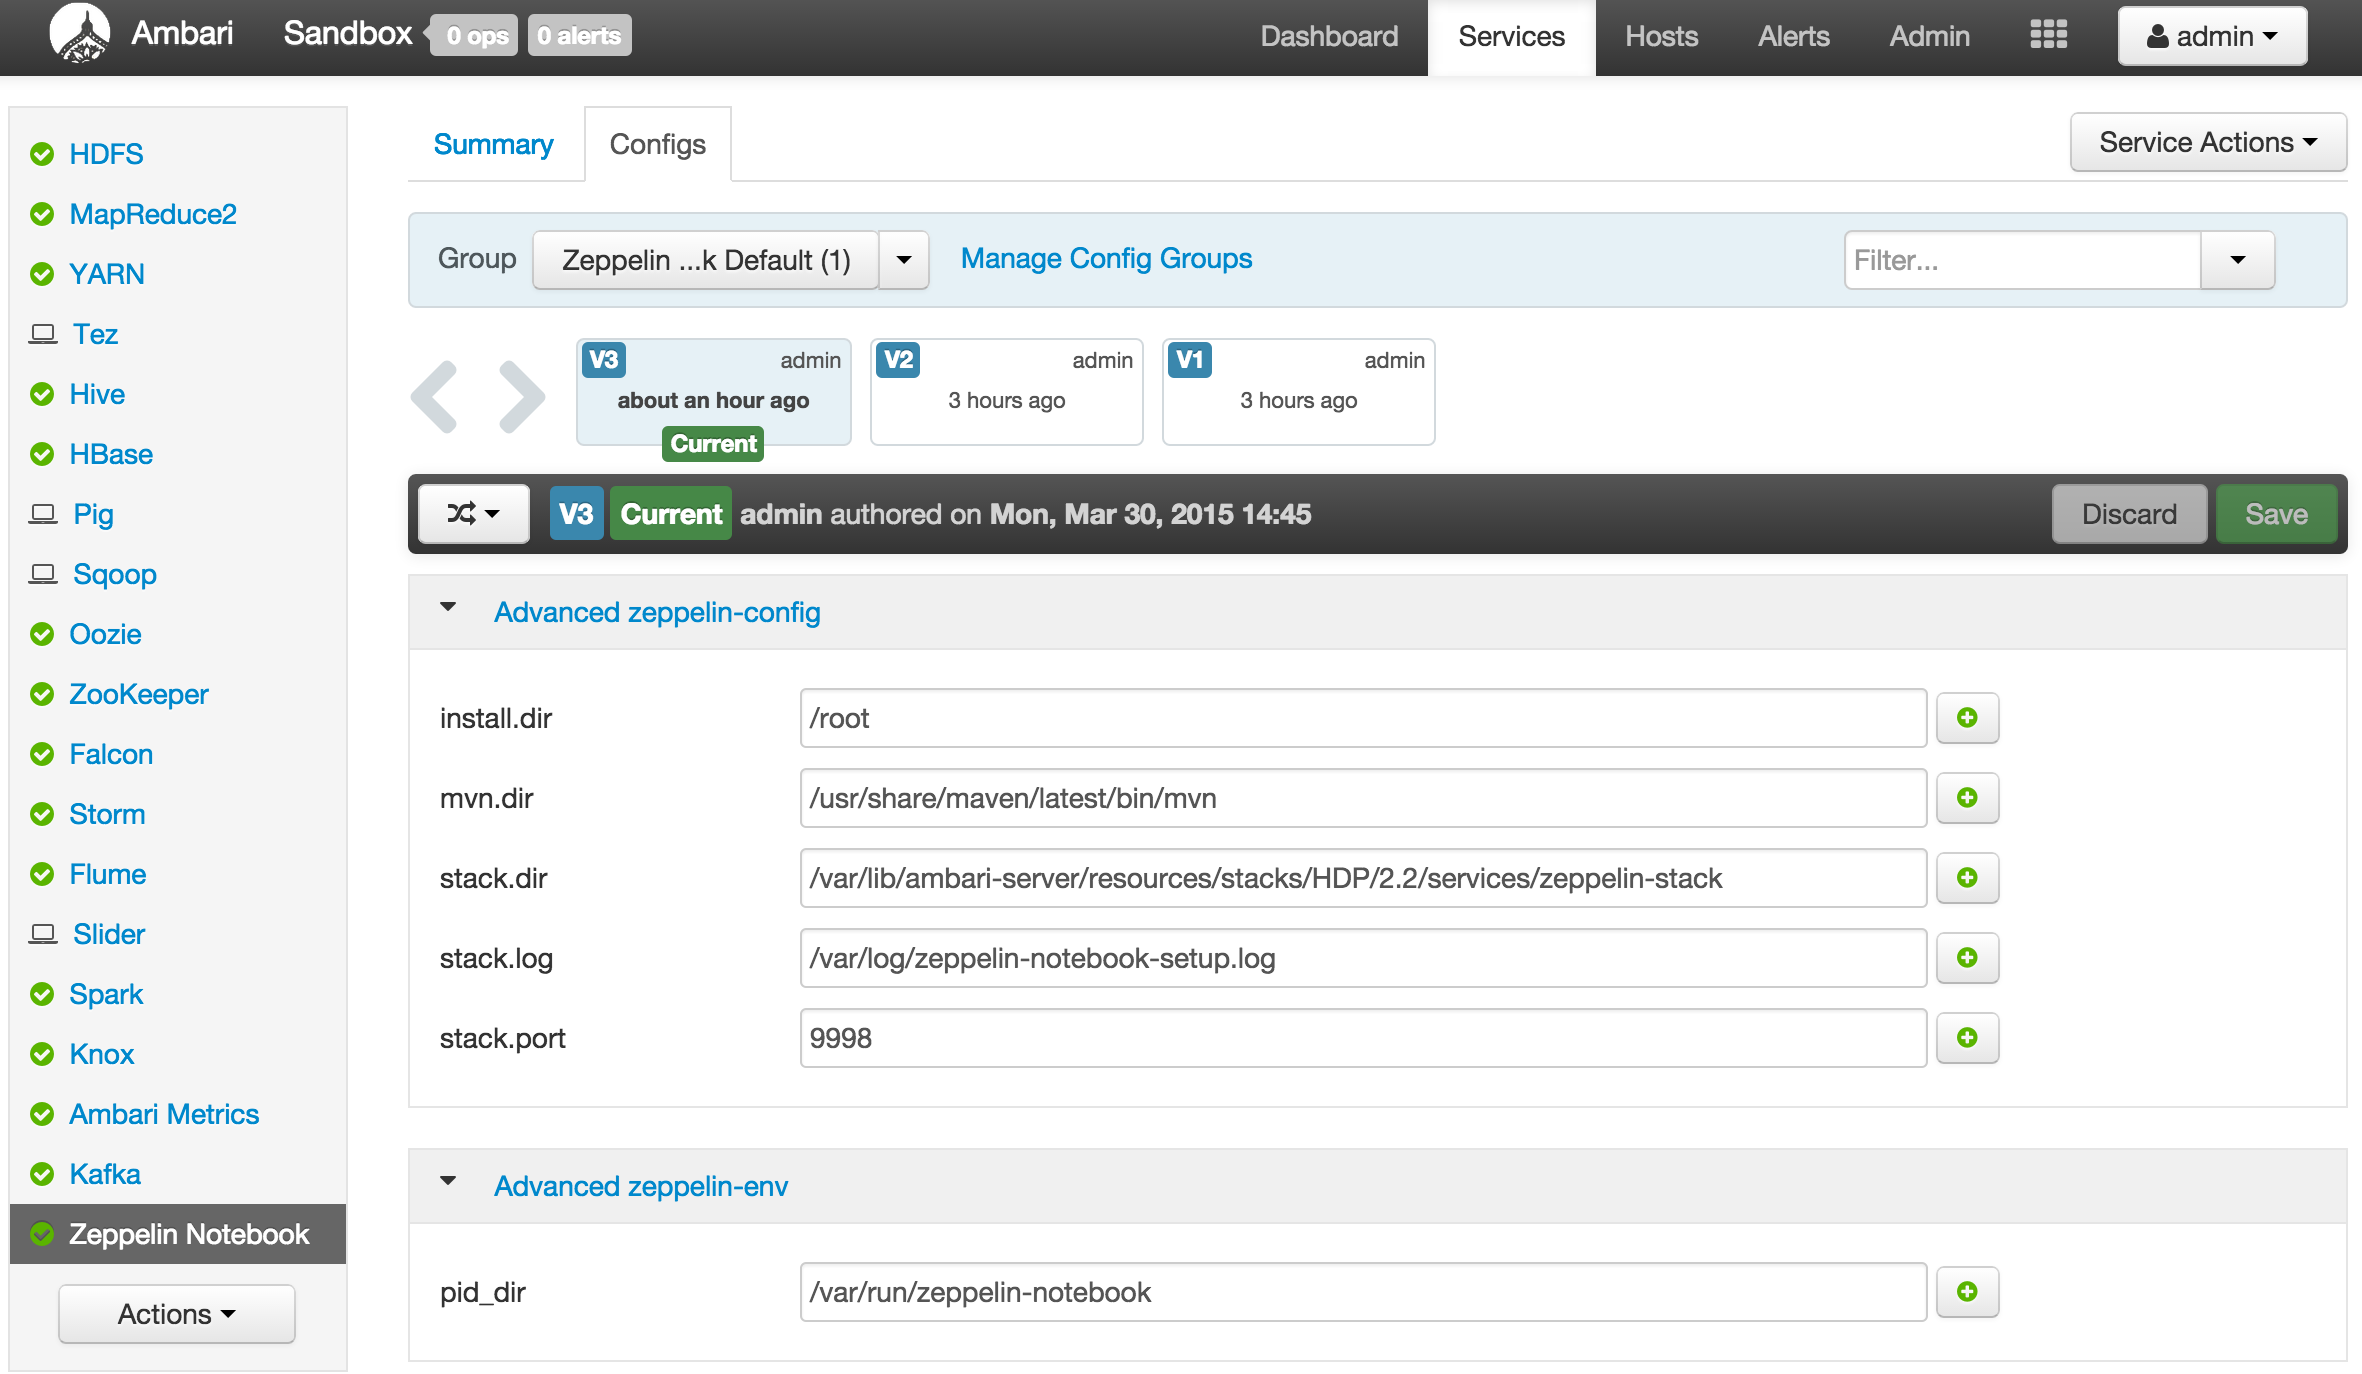 Ambari Sandbox 0 ops 0 alerts Dashboard Services Hosts Alerts Admin admin
HDFS
MapReduce2
YARN
Tez
Hive
HBase
Pig
Sqoop
Oozie
ZooKeeper
Falcon
Storm
Flume
Slider
Spark
Knox
Ambari Metrics
Kafka
Zeppelin Notebook
Actions
Summary Configs Service Actions
Group Zeppelin ...k Default (1) Manage Config Groups Filter...
V3 admin
about an hour ago
Current
V2 admin
3 hours ago
V1 admin
3 hours ago
V3 Current admin authored on Mon, Mar 30, 2015 14:45 Discard Save
Advanced zeppelin-config
install.dir /root
mvn.dir /usr/share/maven/latest/bin/mvn
stack.dir /var/lib/ambari-server/resources/stacks/HDP/2.2/services/zeppelin-stack
stack.log /var/log/zeppelin-notebook-setup.log
stack.port 9998
Advanced zeppelin-env
pid_dir /var/run/zeppelin-notebook